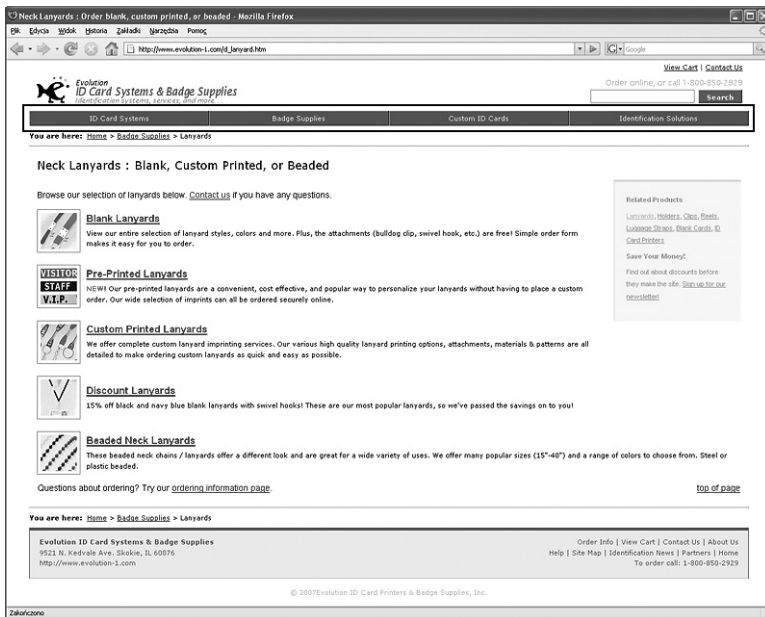 Neck Lanyards : Order blank, custom printed, or beaded - Mozilla Firefox
Plik Edycja Widok Historia Zakładki Narzędzia Pomoc
http://www.evolution-1.com/d_lanyard.htm
Google
View Cart | Contact Us
Order online, or call 1-800-850-2929
Evolution
ID Card Systems & Badge Supplies
Identification systems, services, and more.
Search
ID Card Systems Badge Supplies Custom ID Cards Identification Solutions
You are here: Home > Badge Supplies > Lanyards
Neck Lanyards : Blank, Custom Printed, or Beaded
Browse our selection of lanyards below. Contact us if you have any questions.
Blank Lanyards
View our entire selection of lanyard styles, colors and more. Plus, the attachments (bulldog clip, swivel hook, etc.) are free! Simple order form
makes it easy for you to order.
VISITOR
STAFF
V.I.P.
Pre-Printed Lanyards
NEW! Our pre-printed lanyards are a convenient, cost effective, and popular way to personalize your lanyards without having to place a custom
order. Our wide selection of imprints can all be ordered securely online.
Custom Printed Lanyards
We offer complete custom lanyard imprinting services. Our various high quality lanyard printing options, attachments, materials & patterns are all
detailed to make ordering custom lanyards as quick and easy as possible.
Discount Lanyards
15% off black and navy blue blank lanyards with swivel hooks! These are our most popular lanyards, so we've passed the savings on to you!
Beaded Neck Lanyards
These beaded neck chains / lanyards offer a different look and are great for a wide variety of uses. We offer many popular sizes (15"-40") and a range of colors to choose from. Steel or
plastic beaded.
Questions about ordering? Try our ordering information page.
top of page
Related Products
Lanyards, Holders, Clips, Reels,
Luggage Straps, Blank Cards, ID
Card Printers
Save Your Money!
Find out about discounts before
they make the site. Sign up for our
newsletter!
You are here: Home > Badge Supplies > Lanyards
Evolution ID Card Systems & Badge Supplies
9521 N. Kedvale Ave. Skokie, IL 60076
http://www.evolution-1.com
Order Info | View Cart | Contact Us | About Us
Help | Site Map | Identification News | Partners | Home
To order call: 1-800-850-2929
© 2007Evolution ID Card Printers & Badge Supplies, Inc.
Zakończono